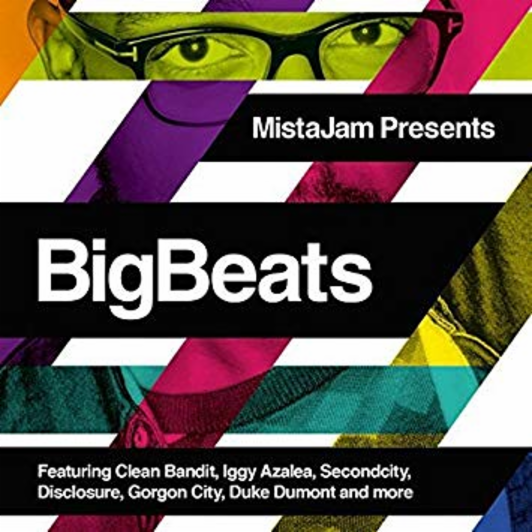 MistaJam Presents
BigBeats
Featuring Clean Bandit, Iggy Azalea, Secondcity,
Disclosure, Gorgon City, Duke Dumont and more